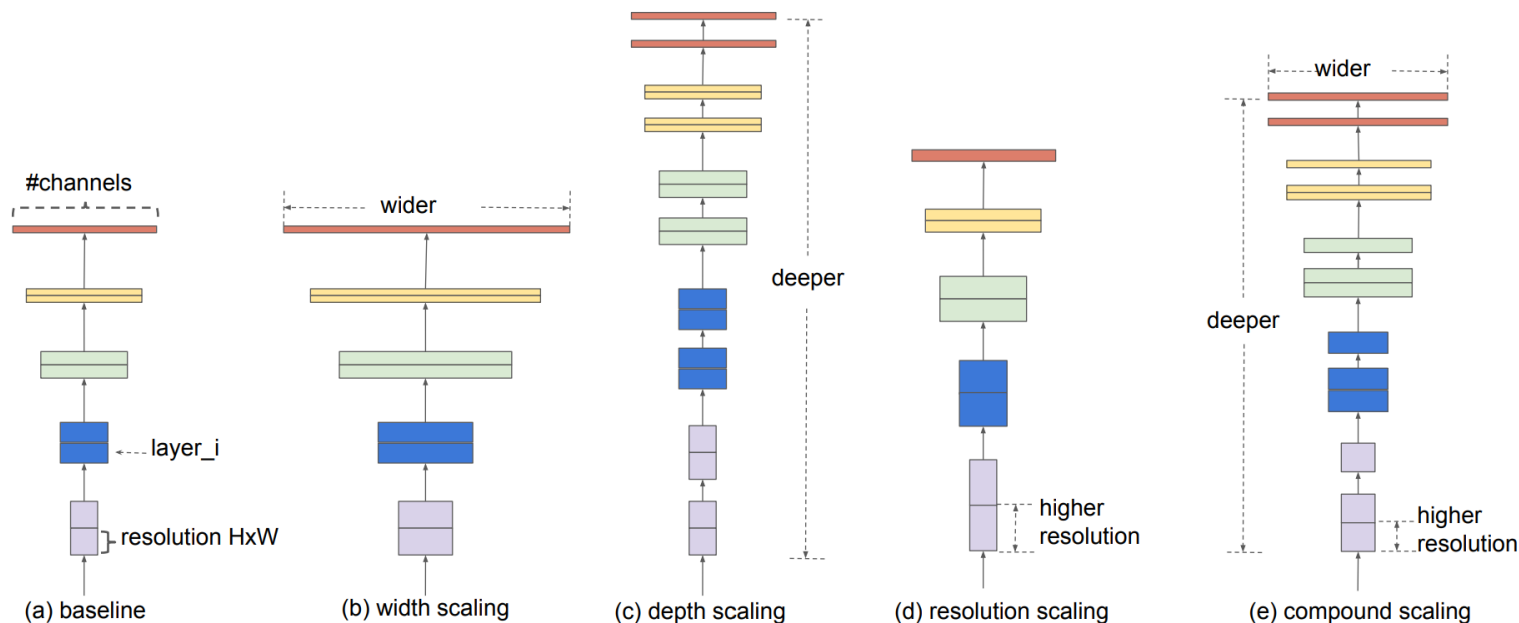 #channels
layer_i
resolution HxW
(a) baseline
wider
(b) width scaling
deeper
(c) depth scaling
higher
resolution
(d) resolution scaling
wider
deeper
higher
resolution
(e) compound scaling